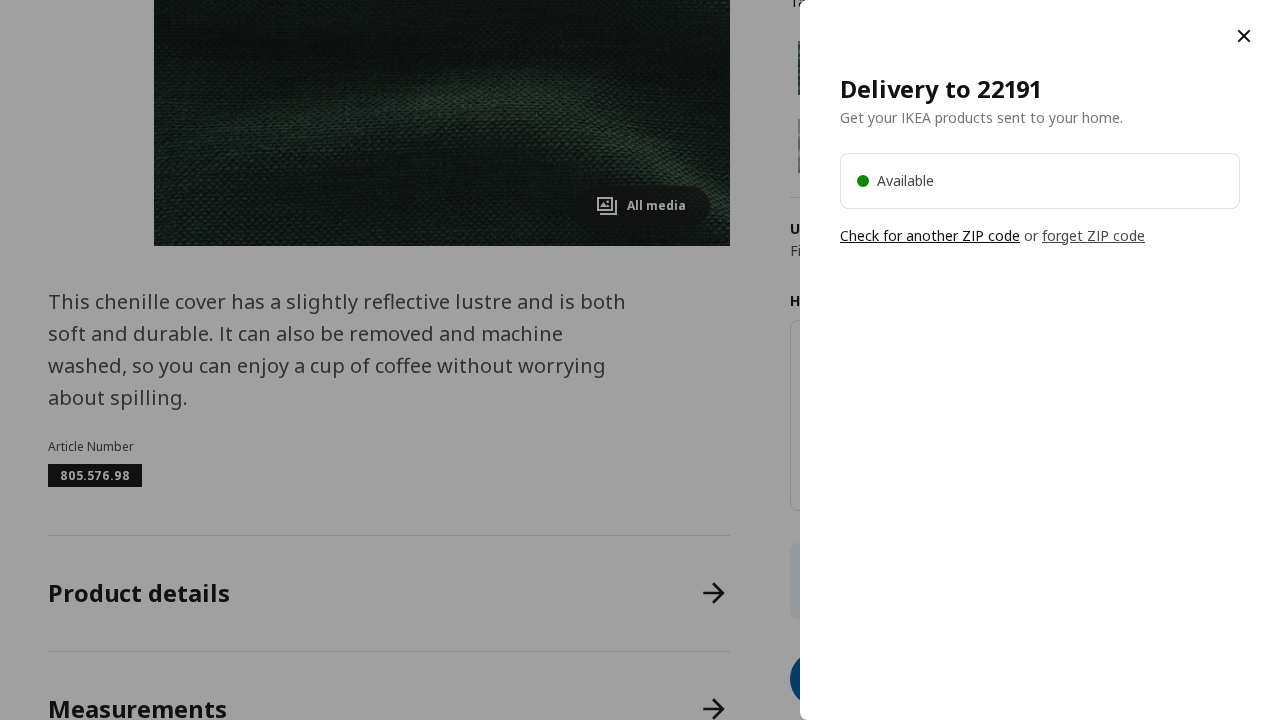 All media
This chenille cover has a slightly reflective lustre and is both
soft and durable. It can also be removed and machine
washed, so you can enjoy a cup of coffee without worrying
about spilling.
Article Number
805.576.98
Product details
Measurements
Delivery to 22191
Get your IKEA products sent to your home.
Available
Check for another ZIP code or forget ZIP code